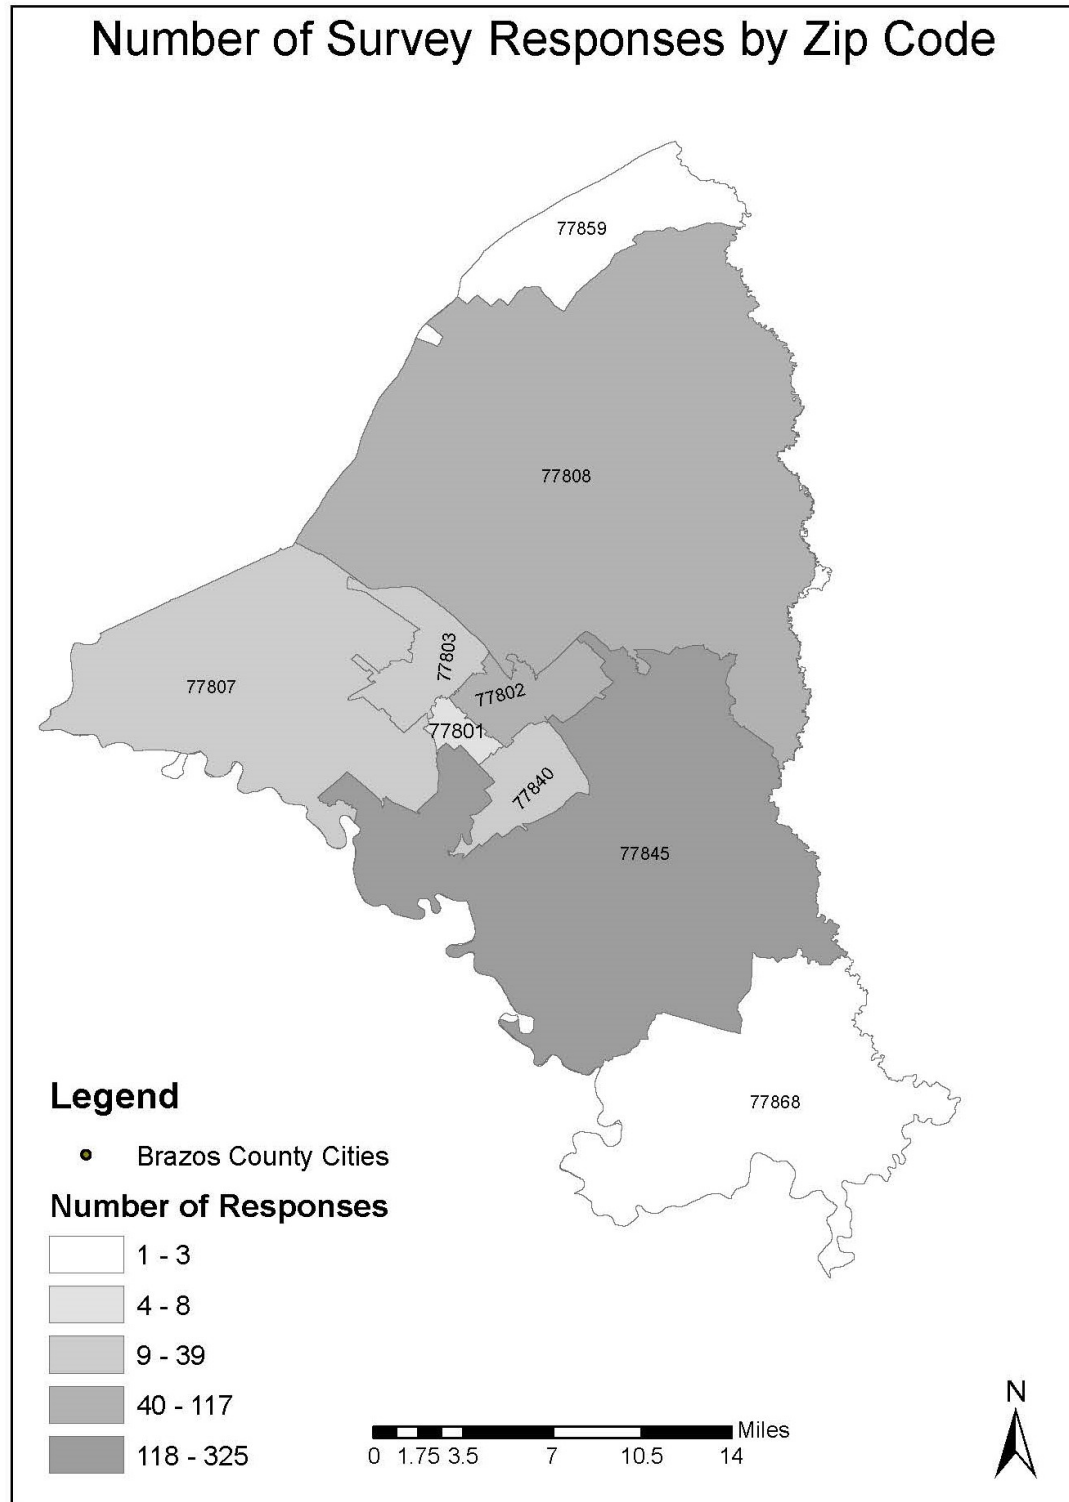 Number of Survey Responses by Zip Code
77859
77808
77803
77807
77802
77801
77840
77845
77868
Legend
Brazos County Cities
Number of Responses
1 - 3
4 - 8
9 - 39
40 - 117
118 - 325
N
Miles
0 1.75 3.5 7 10.5 14